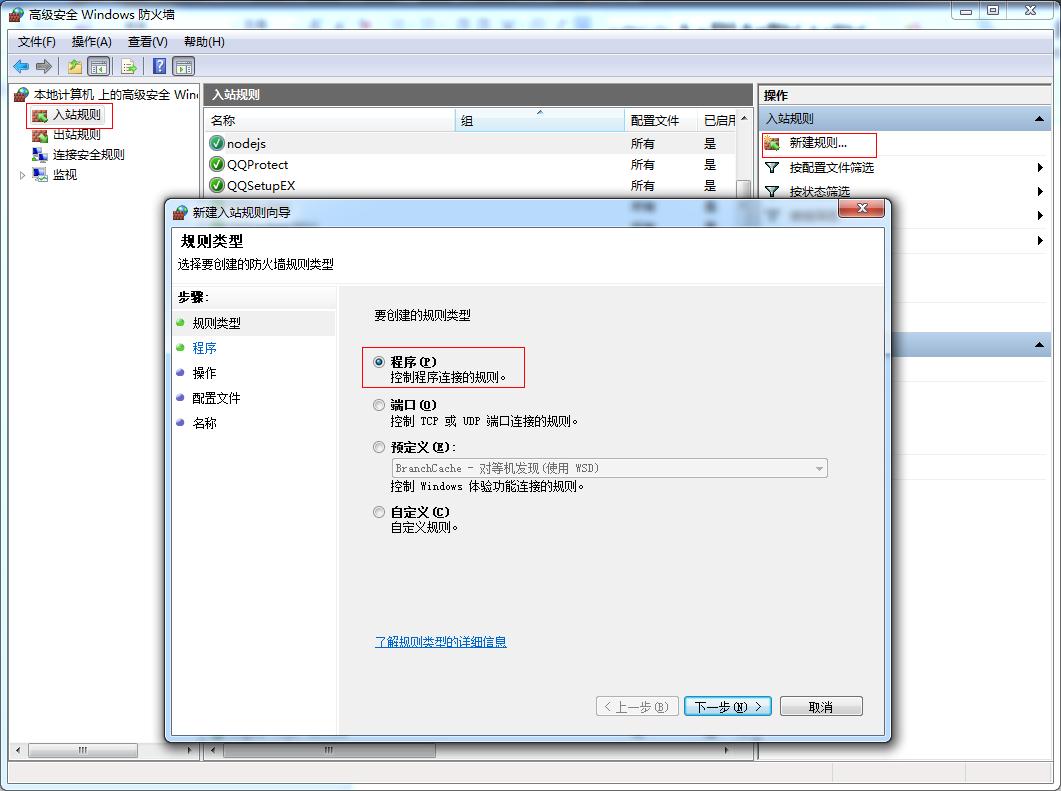 高级安全 Windows 防火墙
文件(F) 操作(A) 查看(V) 帮助(H)
本地计算机 上的高级安全 Win
入站规则
出站规则
连接安全规则
监视
入站规则
名称 组 配置文件 已启用
nodejs 所有 是
QQProtect 所有 是
QQSetupEX 所有 是
操作
入站规则
新建规则...
按配置文件筛选
按状态筛选
新建入站规则向导
规则类型
选择要创建的防火墙规则类型
步骤:
规则类型
程序
操作
配置文件
名称
要创建的规则类型
程序(P)
控制程序连接的规则。
端口(O)
控制 TCP 或 UDP 端口连接的规则。
预定义(E):
BranchCache - 对等机发现(使用 WSD)
控制 Windows 体验功能连接的规则。
自定义(C)
自定义规则。
了解规则类型的详细信息
< 上一步(B) 下一步(N) > 取消